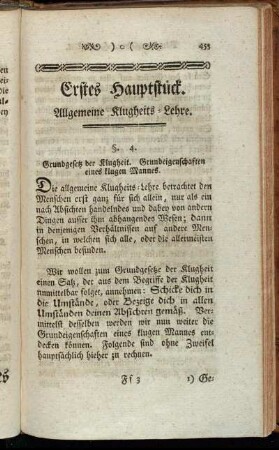 ) o ( 455
Erstes Hauptstück.
Allgemeine Klugheits-Lehre.
§. 4.
Grundgesetz der Klugheit. Grundeigenschaften
eines klugen Mannes.
Die allgemeine Klugheits-Lehre betrachtet den
Menschen erst ganz für sich allein, nur als ein
nach Absichten handelndes und dabey von andern
Dingen ausser ihm abhangendes Wesen; dann
in denjenigen Verhältnissen auf andere Men-
schen, in welchen sich alle, oder die allermeisten
Menschen befinden.
Wir wollen zum Grundgesetze der Klugheit
einen Satz, der aus dem Begriffe der Klugheit
unmittelbar folget, annehmen: Schicke dich in
die Umstände, oder Bezeige dich in allen
Umständen deinen Absichten gemäß. Ver-
mittelst desselben werden wir nun weiter die
Grundeigenschaften eines klugen Mannes ent-
decken können. Folgende sind ohne Zweifel
hauptsächlich hieher zu rechnen.
Ff 3 1) Ge-